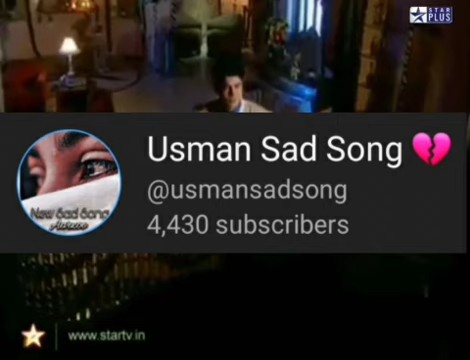 STAR
PLUS
Usman Sad Song 💔
@usmansadsong
4,430 subscribers
New Sad Song
www.startv.in